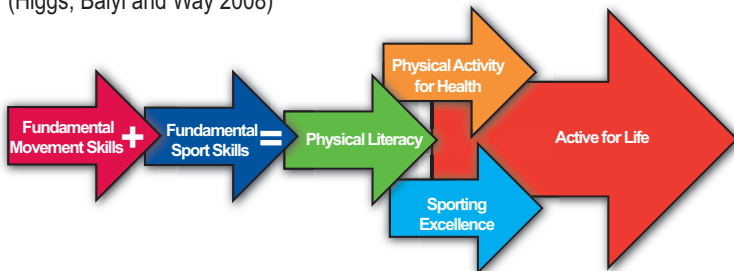 (Higgs, Balyi and Way 2008)
Fundamental
Movement Skills
+
Fundamental
Sport Skills
=
Physical Literacy
Physical Activity
for Health
Sporting
Excellence
Active for Life